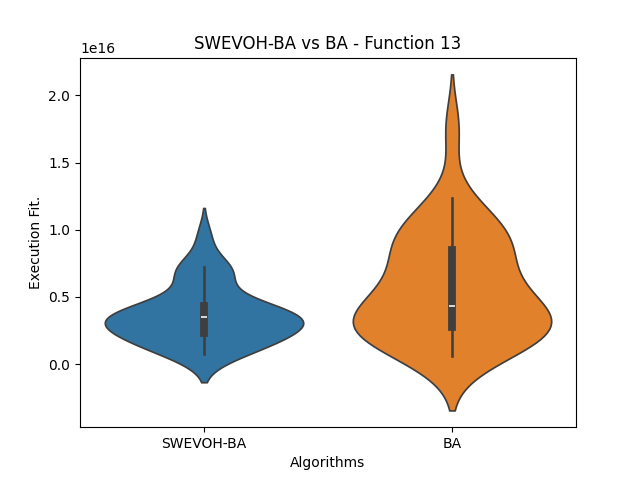 SWEVOH-BA vs BA - Function 13
1e16
2.0
1.5
1.0
0.5
0.0
Execution Fit.
SWEVOH-BA
BA
Algorithms